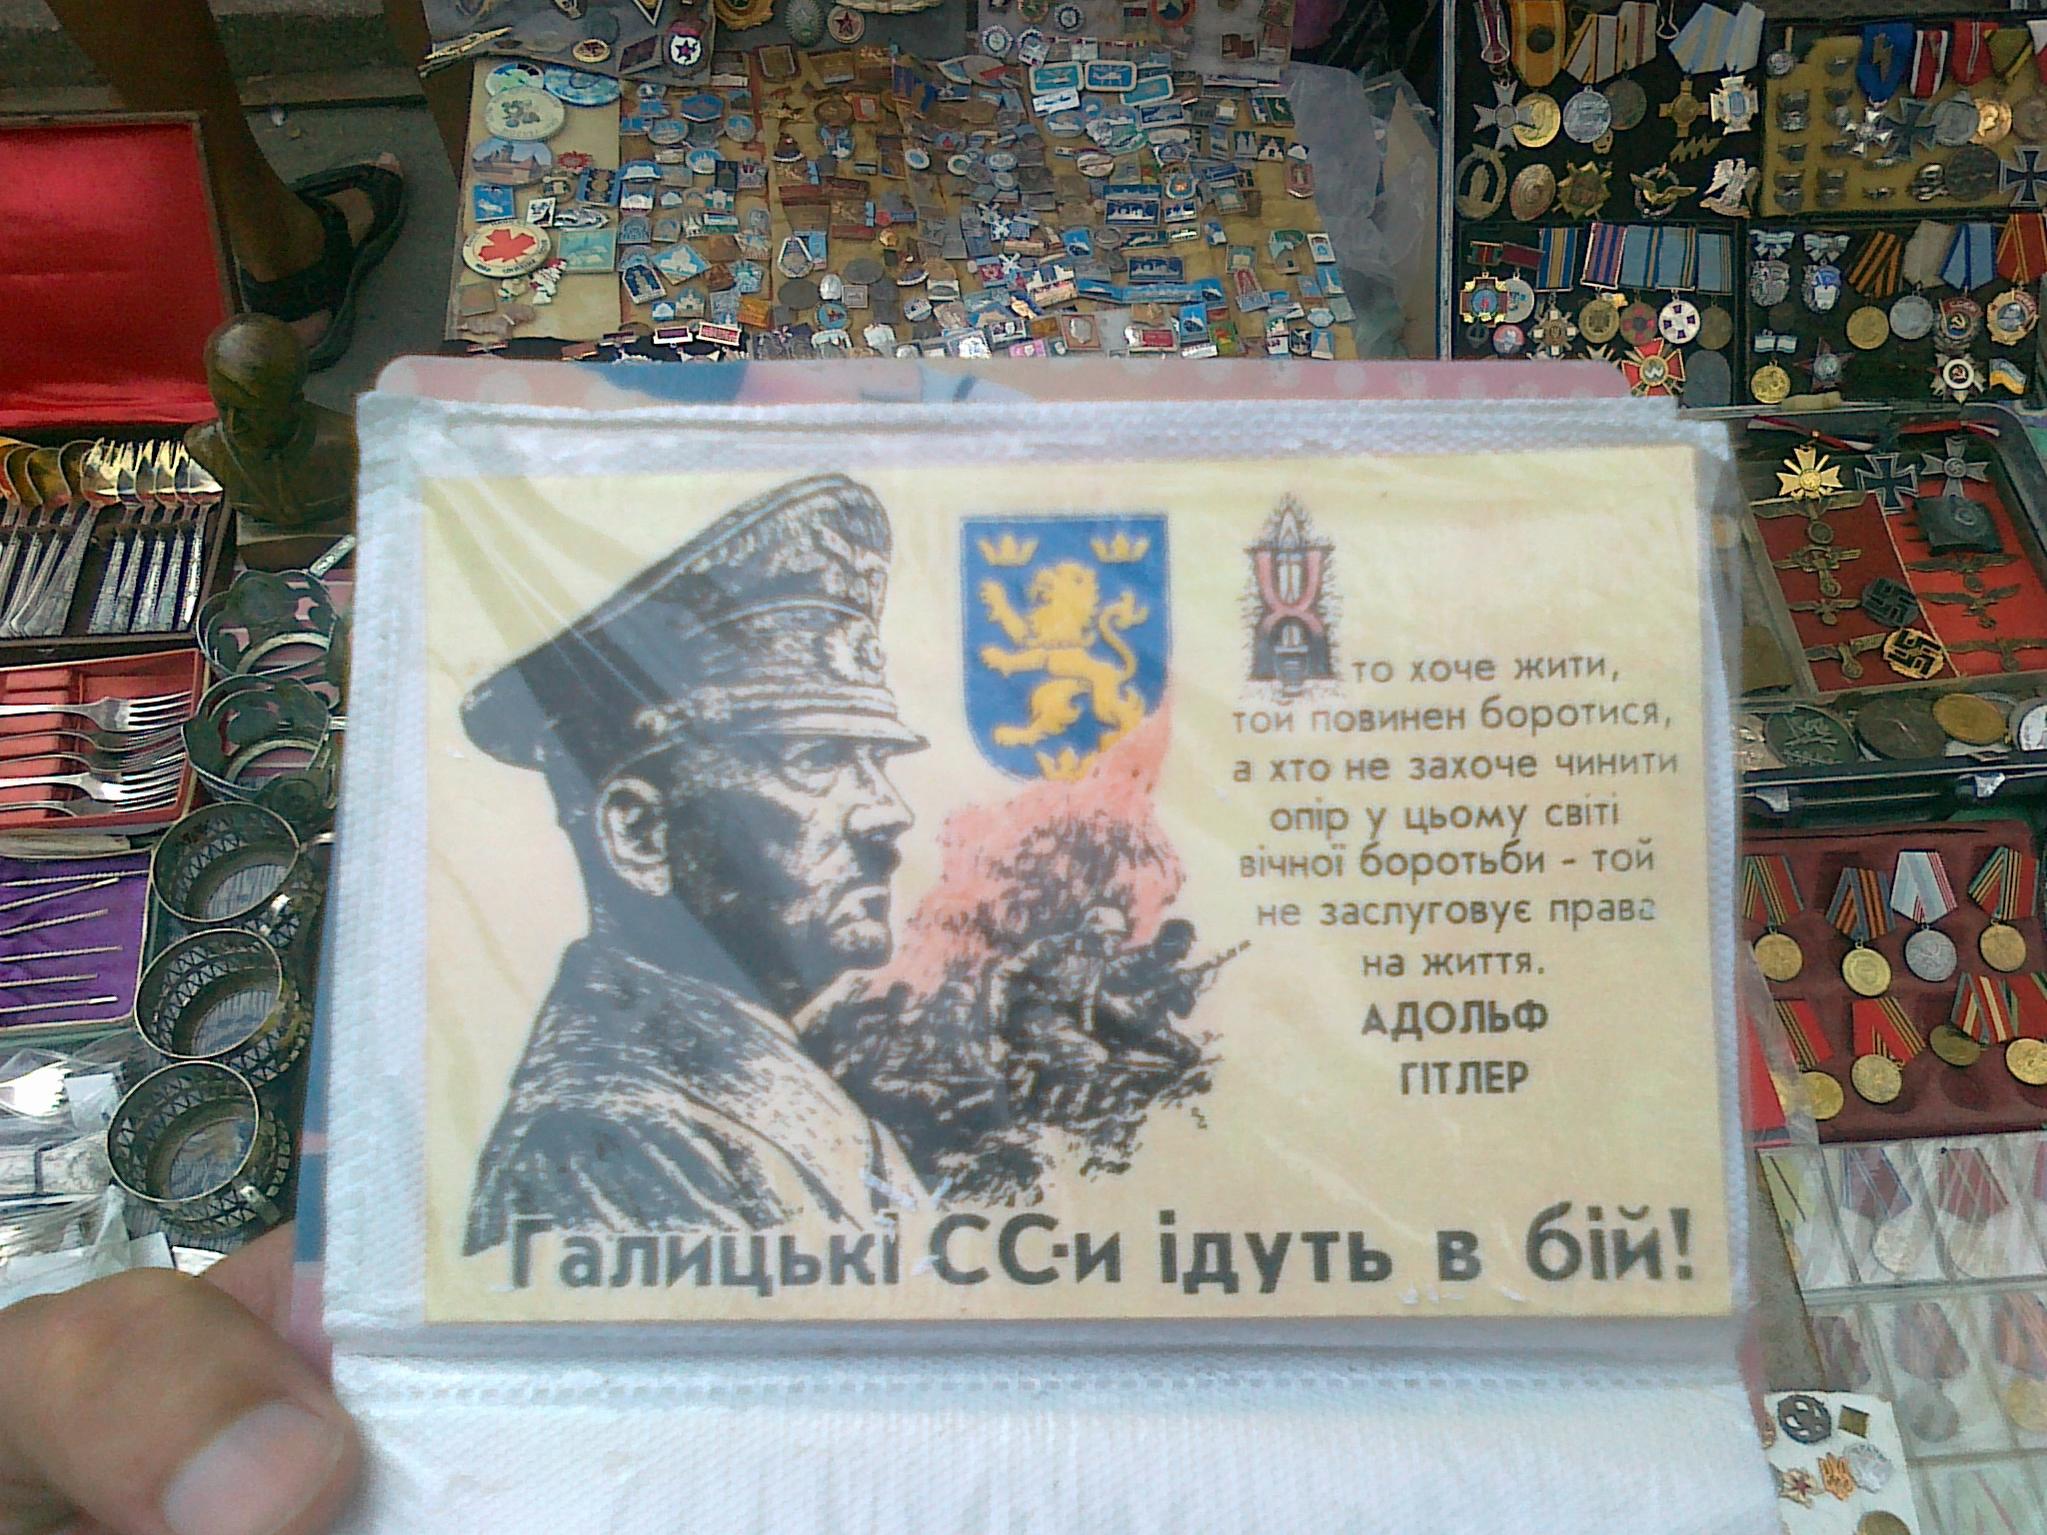 Хто хоче жити,
той повинен боротися,
а хто не захоче чинити
опір у цьому світі
вічної боротьби - той
не заслуговує права
на життя.
АДОЛЬФ
ГІТЛЕР
Галицькі СС-и ідуть в бій!